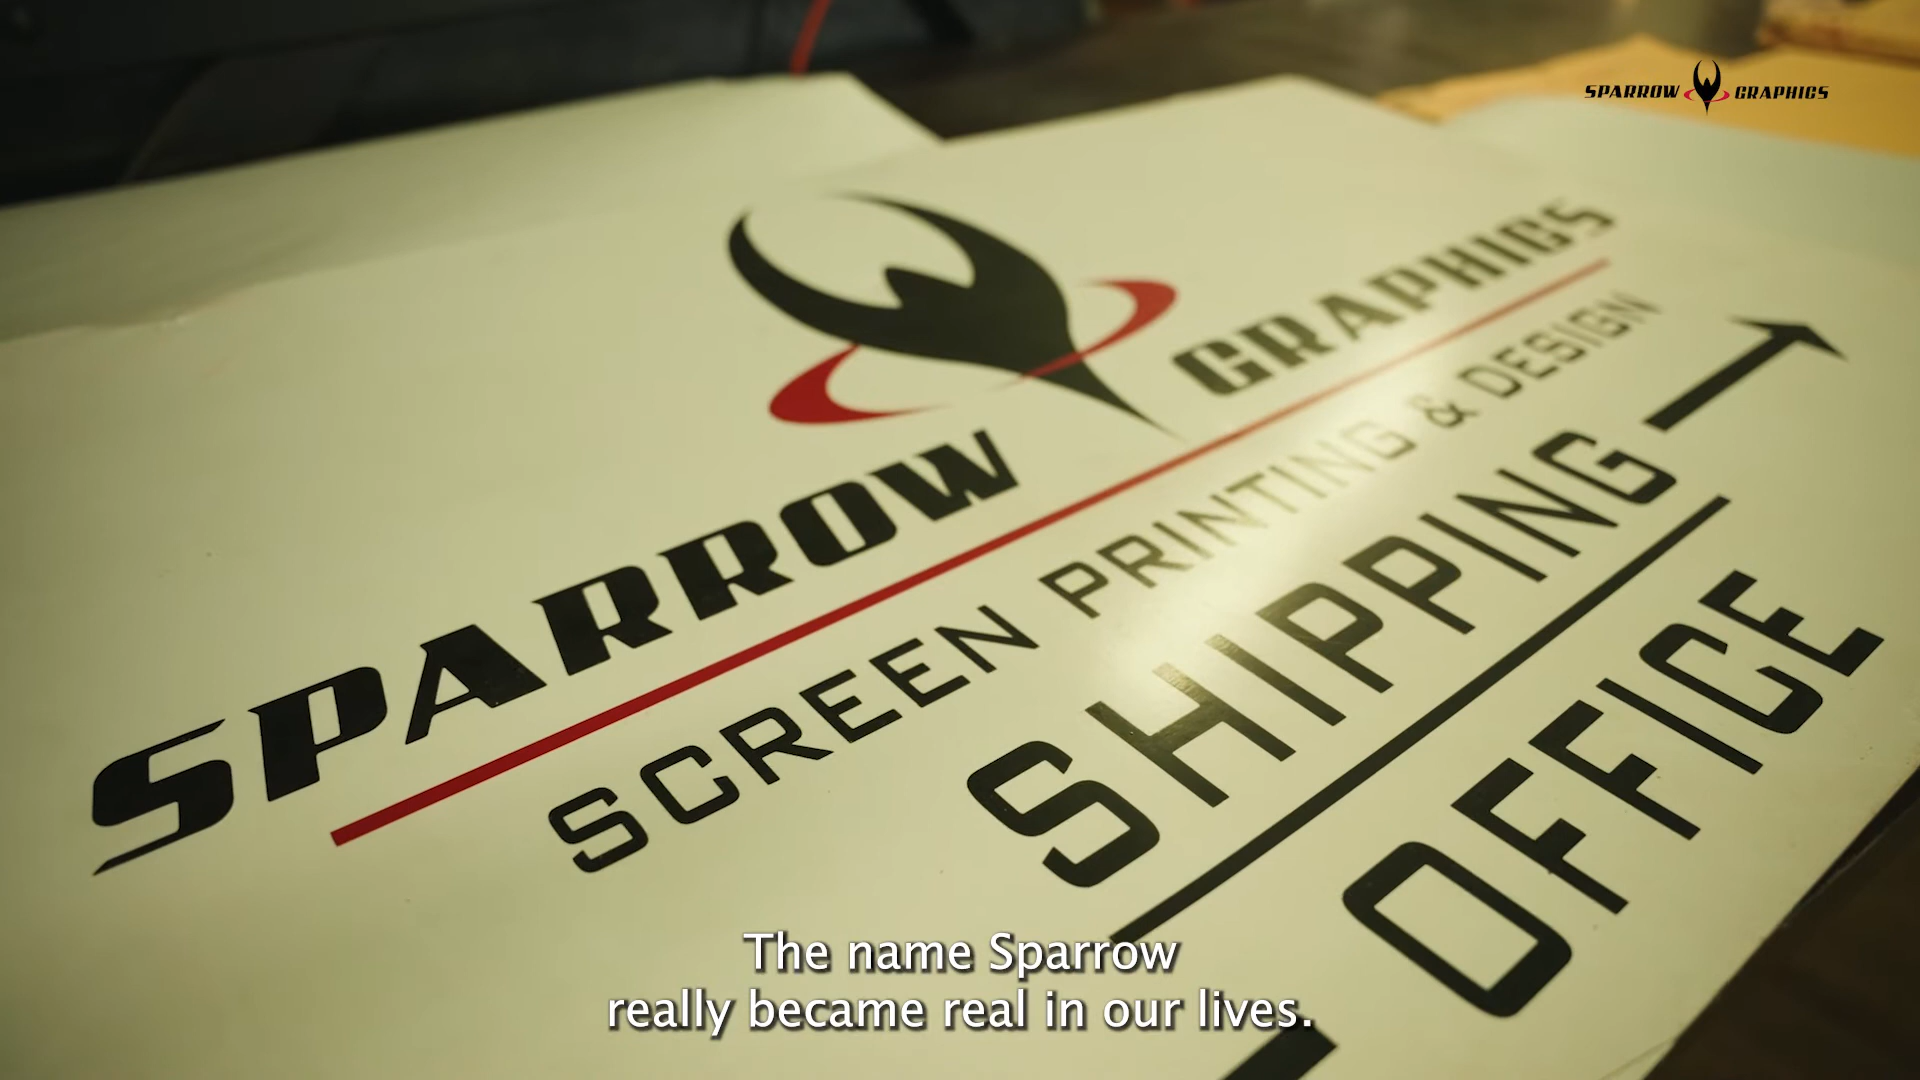 SPARROW GRAPHICS
SPARROW GRAPHICS
SCREEN PRINTING & DESIGN
SHIPPING
OFFICE
The name Sparrow
really became real in our lives.